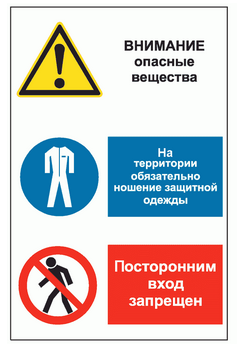 ВНИМАНИЕ
опасные
вещества
На
территории
обязательно
ношение защитной
одежды
Посторонним
вход
запрещен